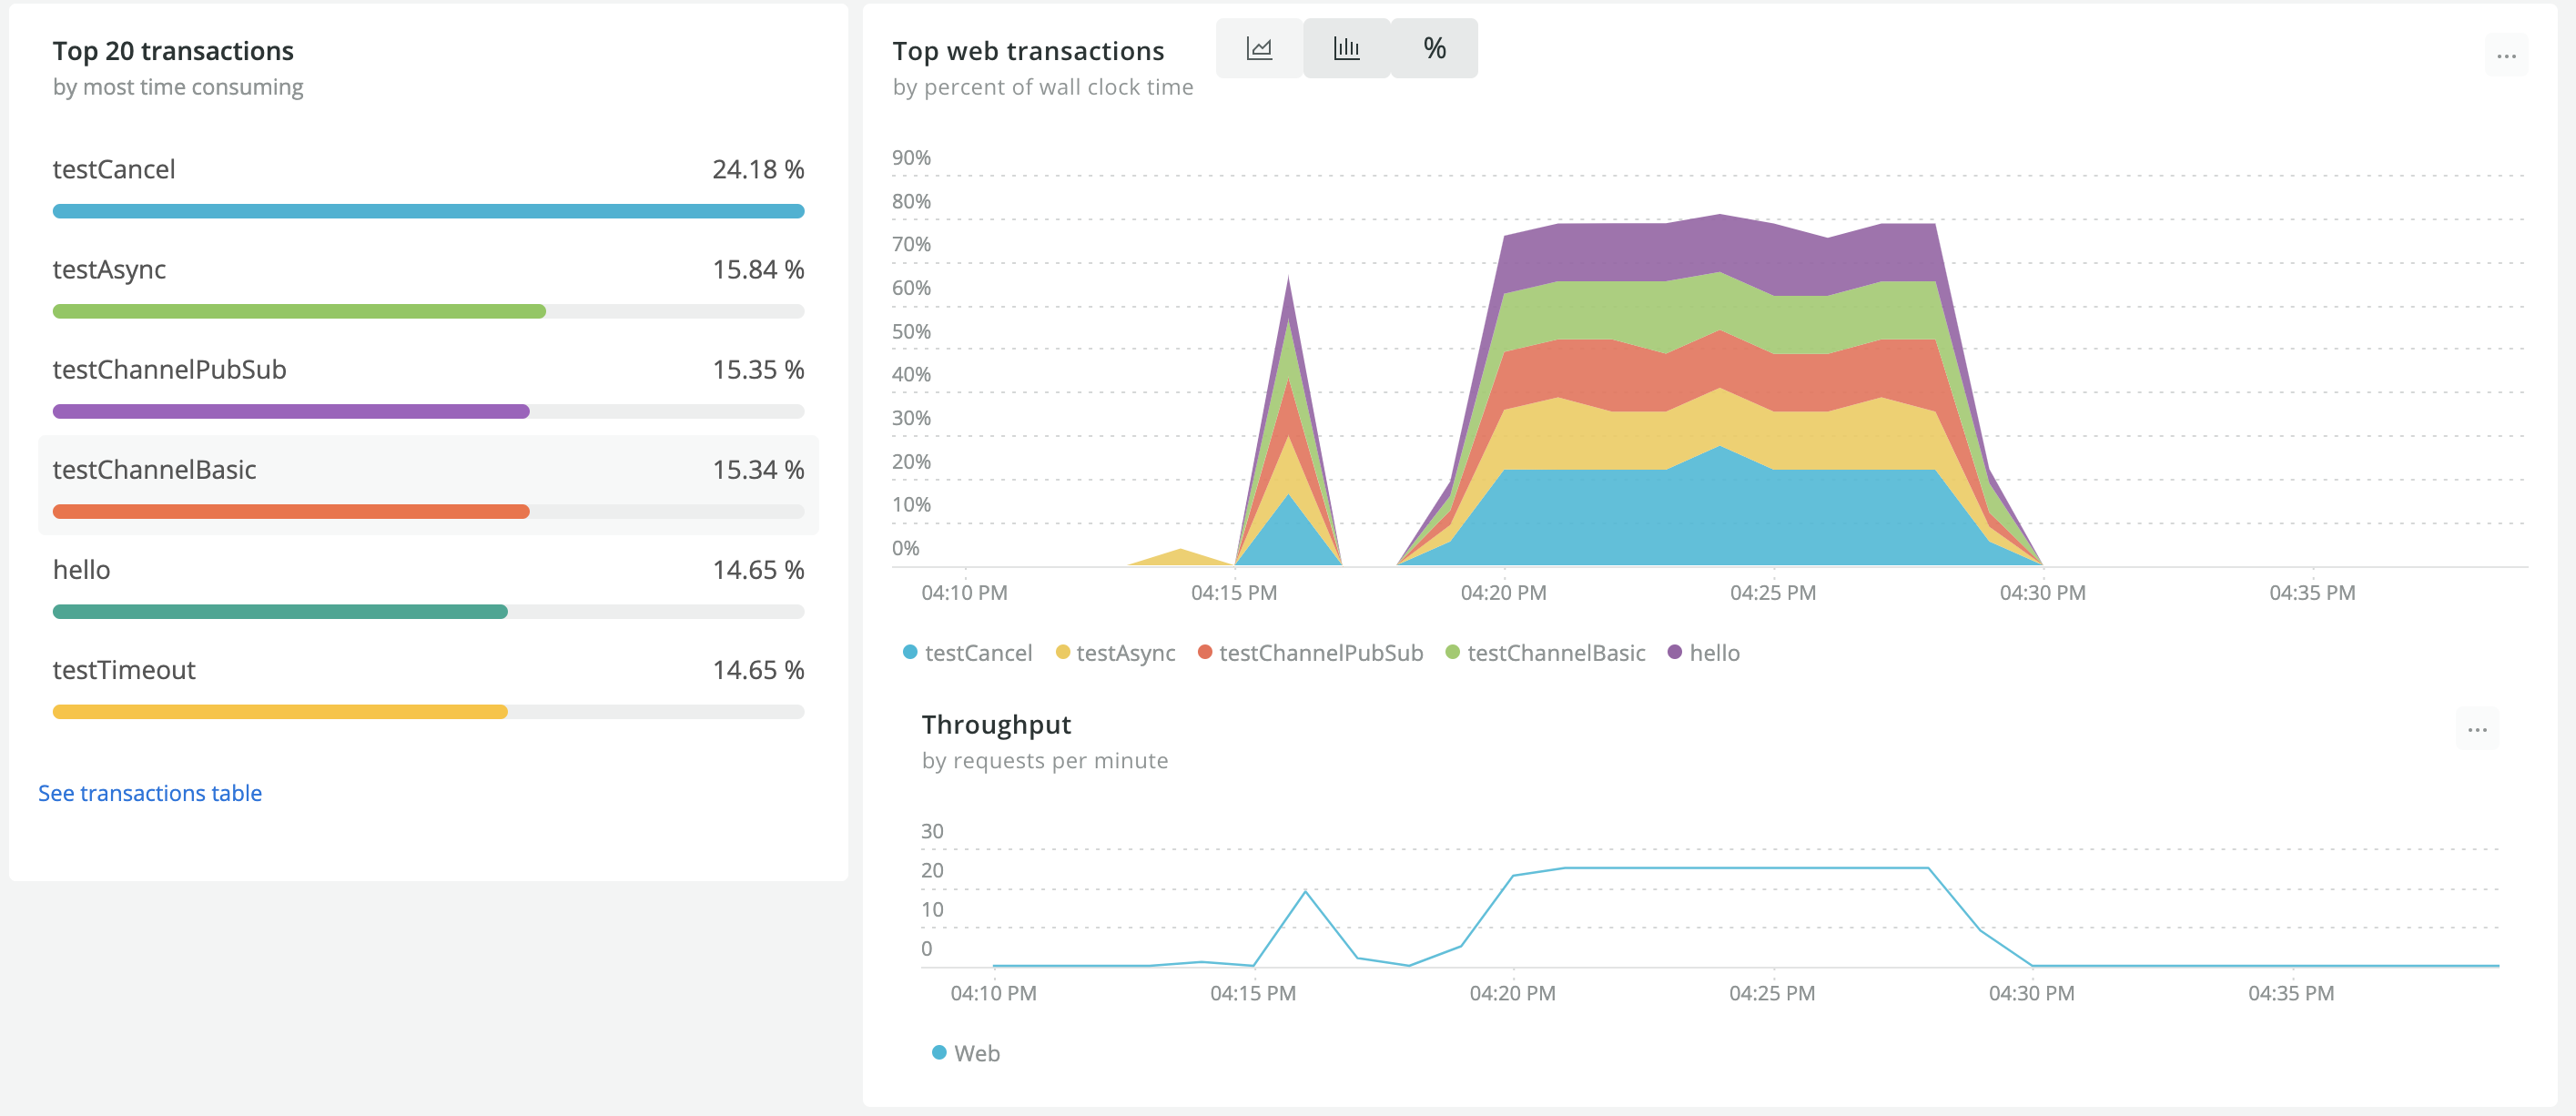 Top 20 transactions
by most time consuming
testCancel 24.18 %
testAsync 15.84 %
testChannelPubSub 15.35 %
testChannelBasic 15.34 %
hello 14.65 %
testTimeout 14.65 %
See transactions table
Top web transactions
%
...
by percent of wall clock time
90%
80%
70%
60%
50%
40%
30%
20%
10%
0%
04:10 PM 04:15 PM 04:20 PM 04:25 PM 04:30 PM 04:35 PM
testCancel testAsync testChannelPubSub testChannelBasic hello
Throughput
...
by requests per minute
30
20
10
0
04:10 PM 04:15 PM 04:20 PM 04:25 PM 04:30 PM 04:35 PM
Web